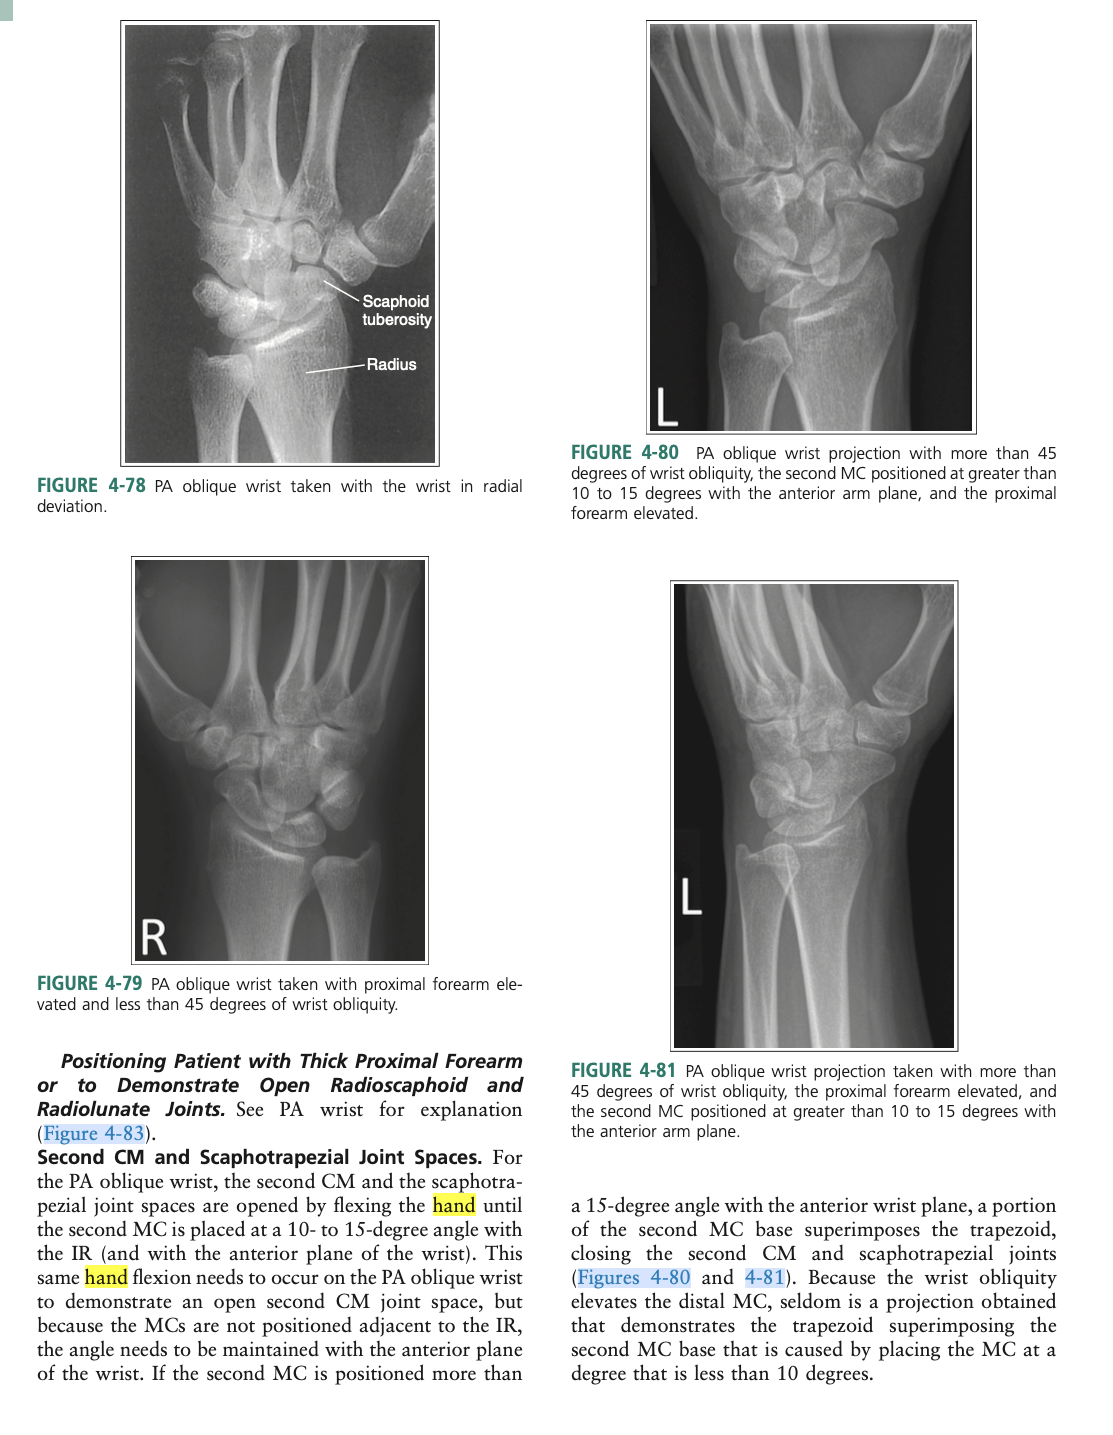 Scaphoid
tuberosity
Radius
FIGURE 4-78 PA oblique wrist taken with the wrist in radial
deviation.
R
FIGURE 4-79 PA oblique wrist taken with proximal forearm ele-
vated and less than 45 degrees of wrist obliquity.
Positioning Patient with Thick Proximal Forearm
or to Demonstrate Open Radioscaphoid and
Radiolunate Joints. See PA wrist for explanation
(Figure 4-83).
Second CM and Scaphotrapezial Joint Spaces. For
the PA oblique wrist, the second CM and the scaphotra-
pezial joint spaces are opened by flexing the hand until
the second MC is placed at a 10- to 15-degree angle with
the IR (and with the anterior plane of the wrist). This
same hand flexion needs to occur on the PA oblique wrist
to demonstrate an open second CM joint space, but
because the MCs are not positioned adjacent to the IR,
the angle needs to be maintained with the anterior plane
of the wrist. If the second MC is positioned more than
L
FIGURE 4-80 PA oblique wrist projection with more than 45
degrees of wrist obliquity, the second MC positioned at greater than
10 to 15 degrees with the anterior arm plane, and the proximal
forearm elevated.
L
FIGURE 4-81 PA oblique wrist projection taken with more than
45 degrees of wrist obliquity, the proximal forearm elevated, and
the second MC positioned at greater than 10 to 15 degrees with
the anterior arm plane.
a 15-degree angle with the anterior wrist plane, a portion
of the second MC base superimposes the trapezoid,
closing the second CM and scaphotrapezial joints
(Figures 4-80 and 4-81). Because the wrist obliquity
elevates the distal MC, seldom is a projection obtained
that demonstrates the trapezoid superimposing the
second MC base that is caused by placing the MC at a
degree that is less than 10 degrees.